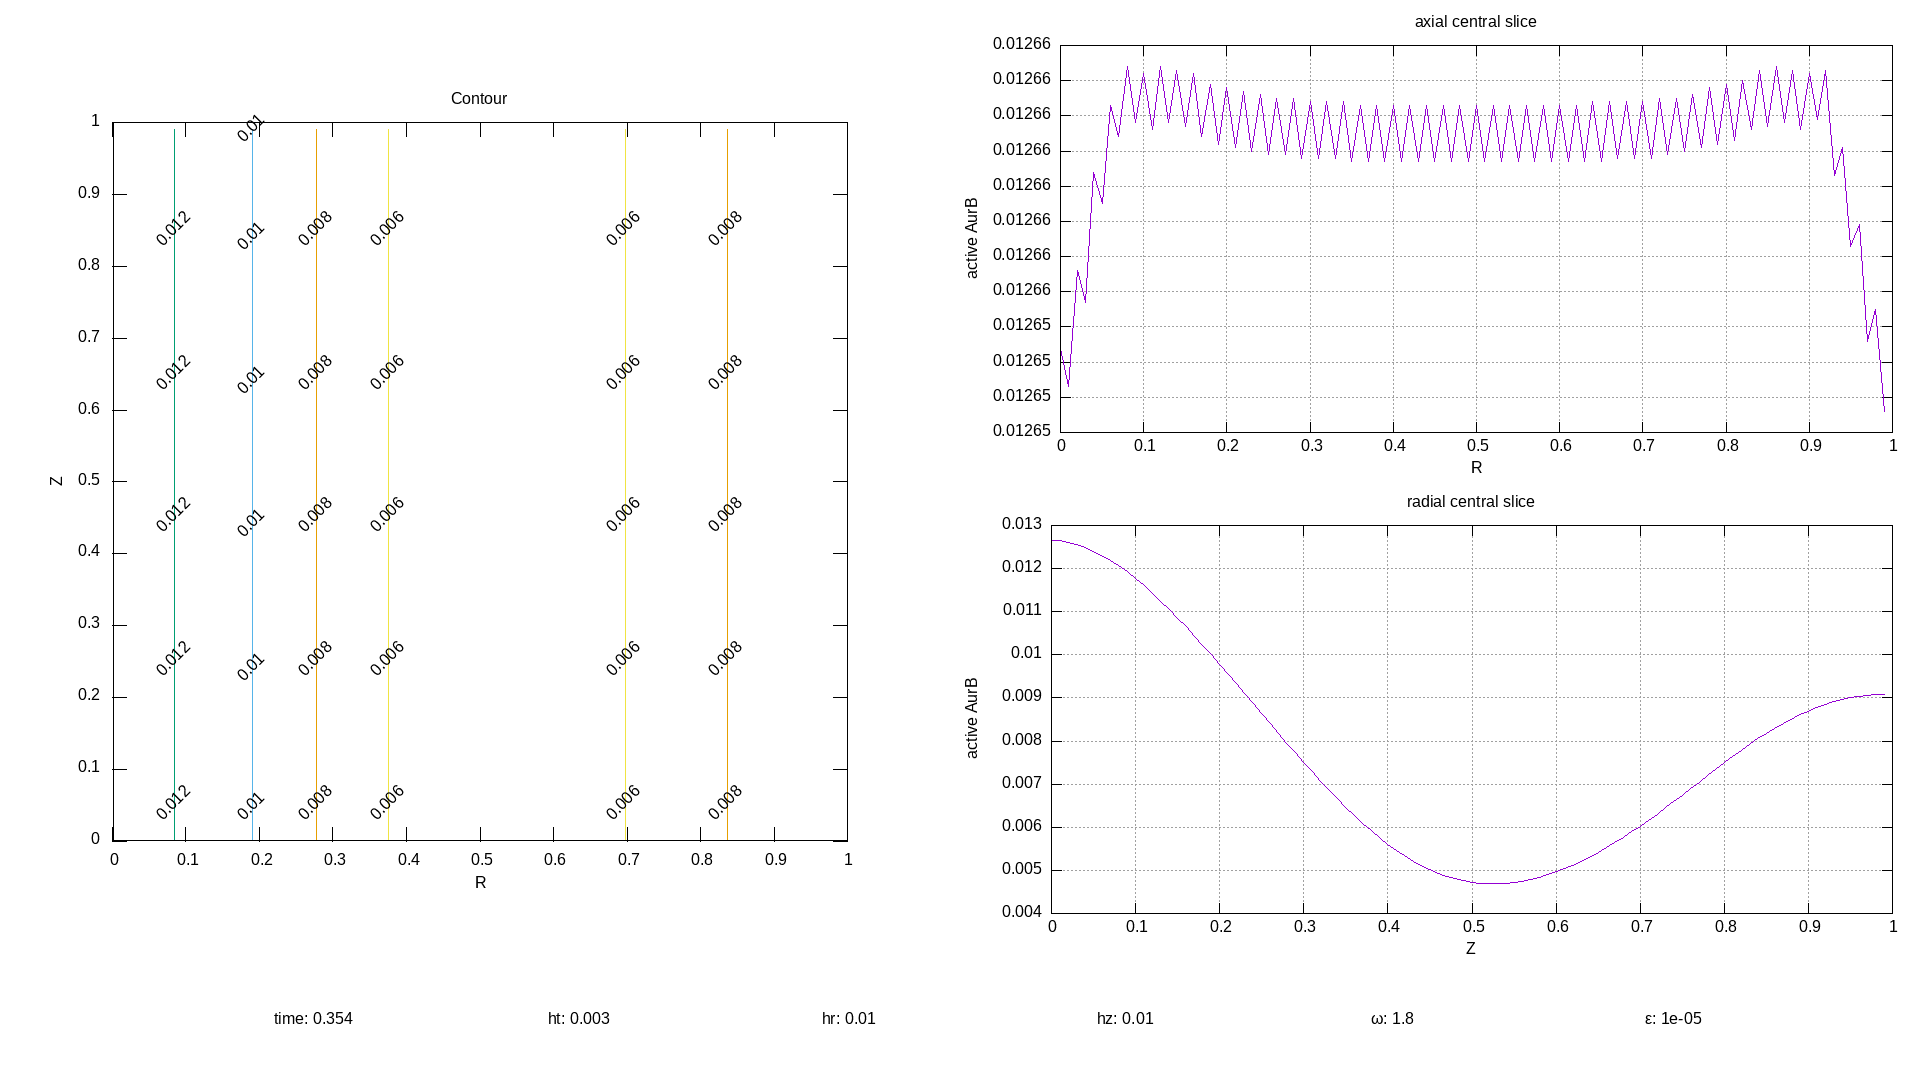 Contour
1
0.9
0.8
0.7
0.6
0.5
0.4
0.3
0.2
0.1
0
Z
0.01
0.012 0.01 0.008 0.006 0.006 0.008
0.012 0.01 0.008 0.006 0.006 0.008
0.012 0.01 0.008 0.006 0.006 0.008
0.012 0.01 0.008 0.006 0.006 0.008
0.012 0.01 0.008 0.006 0.006 0.008
0 0.1 0.2 0.3 0.4 0.5 0.6 0.7 0.8 0.9 1
R
axial central slice
0.01266
0.01266
0.01266
0.01266
0.01266
0.01266
0.01266
0.01266
0.01265
0.01265
0.01265
0.01265
active AurB
0 0.1 0.2 0.3 0.4 0.5 0.6 0.7 0.8 0.9 1
R
radial central slice
0.013
0.012
0.011
0.01
0.009
0.008
0.007
0.006
0.005
0.004
active AurB
0 0.1 0.2 0.3 0.4 0.5 0.6 0.7 0.8 0.9 1
Z
time: 0.354 ht: 0.003 hr: 0.01 hz: 0.01 ω: 1.8 ε: 1e-05